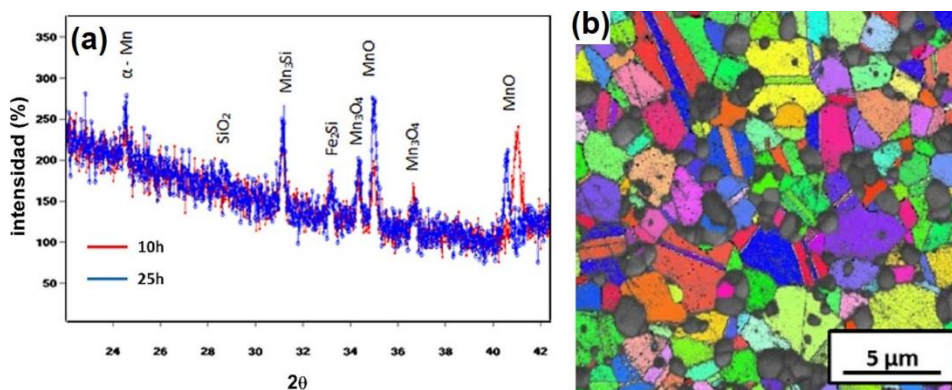 (a)
intensidad (%)
350
300
250
200
150
100
50
α - Mn
SiO₂
Mn₃Si
Fe₂Si
Mn₃O₄
MnO
Mn₃O₄
MnO
10h
25h
24 26 28 30 32 34 36 38 40 42
2θ
(b)
5 µm